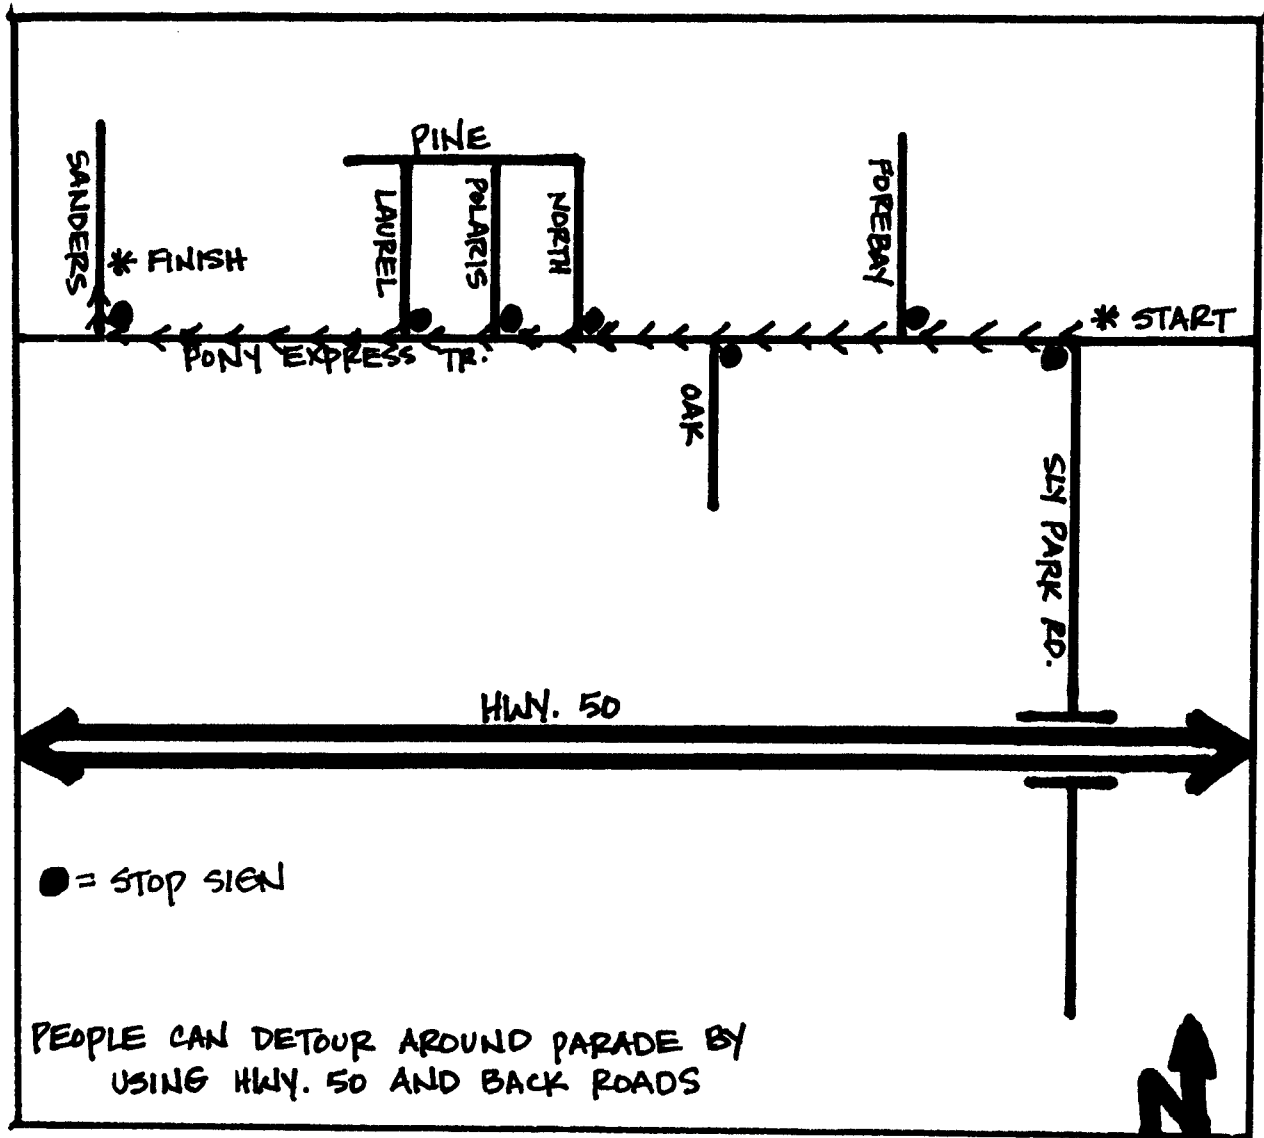 PINE
SANDERS
LAUREL
POLARIS
NORTH
FOREBAY
* FINISH
* START
PONY EXPRESS TR.
OAK
SLY PARK RD.
HWY. 50
= STOP SIGN
PEOPLE CAN DETOUR AROUND PARADE BY
USING HWY. 50 AND BACK ROADS
N